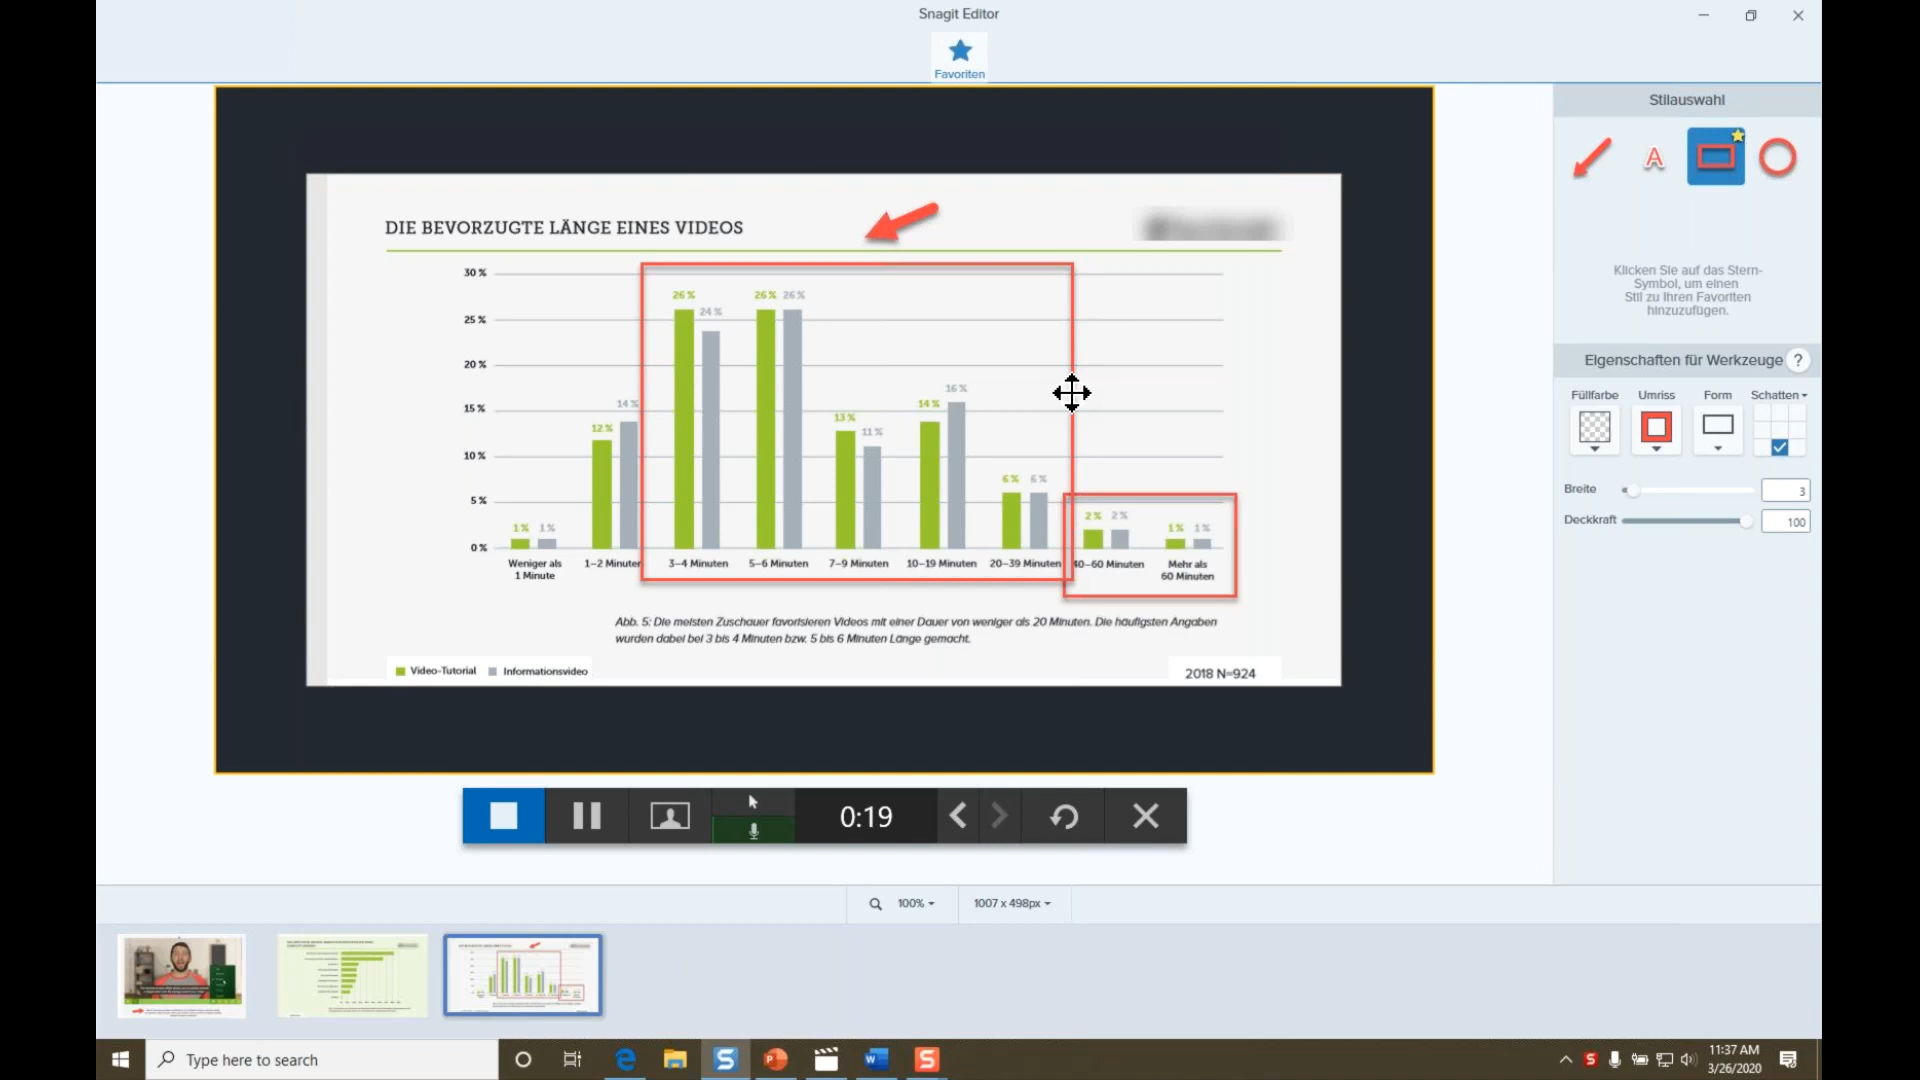 Snagit Editor
Favoriten
Stilauswahl
A
Klicken Sie auf das Stern-
Symbol, um einen
Stil zu Ihren Favoriten
hinzuzufügen.
Eigenschaften für Werkzeuge ?
Füllfarbe Umriss Form Schatten
Breite 3
Deckkraft 100
DIE BEVORZUGTE LÄNGE EINES VIDEOS
30 %
25 %
20 %
15 %
10 %
5 %
0 %
1 % 1 %
12 % 14 %
26 % 24 %
26 % 26 %
13 % 11 %
14 % 16 %
6 % 6 %
2 % 2 %
1 % 1 %
Weniger als
1 Minute
1–2 Minuten
3–4 Minuten
5–6 Minuten
7–9 Minuten
10–19 Minuten
20–39 Minuten
40–60 Minuten
Mehr als
60 Minuten
Abb. 5: Die meisten Zuschauer favorisieren Videos mit einer Dauer von weniger als 20 Minuten. Die häufigsten Angaben
wurden dabei bei 3 bis 4 Minuten bzw. 5 bis 6 Minuten Länge gemacht.
Video-Tutorial Informationsvideo
2018 N=924
0:19
100% 1007 x 498px
Type here to search
11:37 AM
3/26/2020